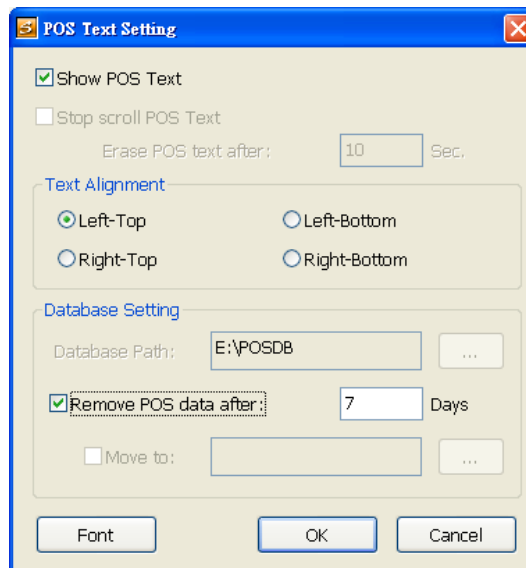 POS Text Setting
Show POS Text
Stop scroll POS Text
Erase POS text after: 10 Sec.
Text Alignment
Left-Top Left-Bottom
Right-Top Right-Bottom
Database Setting
Database Path: E:\POSDB ...
Remove POS data after: 7 Days
Move to: ...
Font OK Cancel